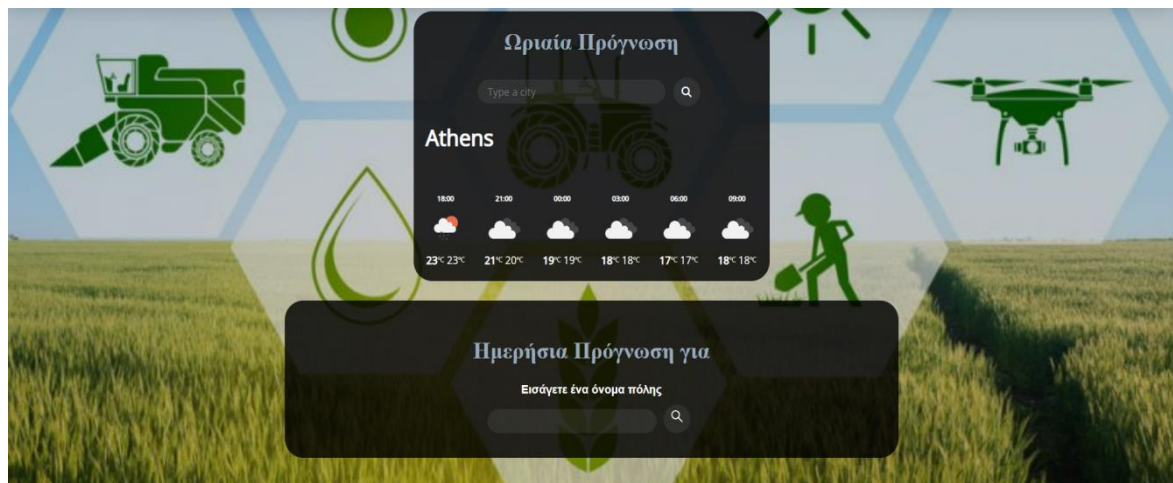 Ωριαία Πρόγνωση
Type a city
Athens
18:00 21:00 00:00 03:00 06:00 09:00
23°C 23°C 21°C 20°C 19°C 19°C 18°C 18°C 17°C 17°C 18°C 18°C
Ημερήσια Πρόγνωση για
Εισάγετε ένα όνομα πόλης